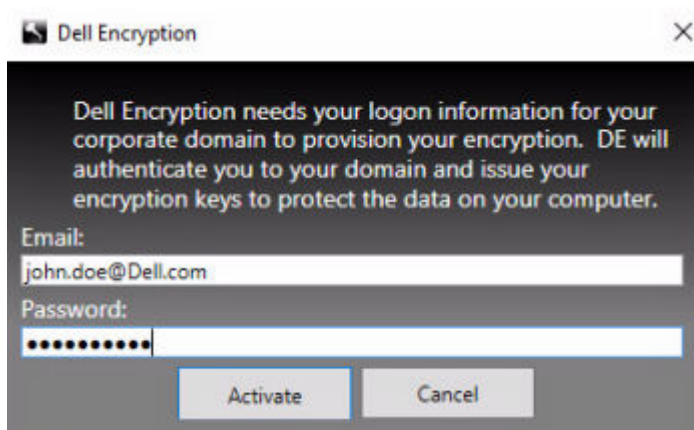 Dell Encryption
Dell Encryption needs your logon information for your
corporate domain to provision your encryption.  DE will
authenticate you to your domain and issue your
encryption keys to protect the data on your computer.
Email:
john.doe@Dell.com
Password:
••••••••••
Activate
Cancel